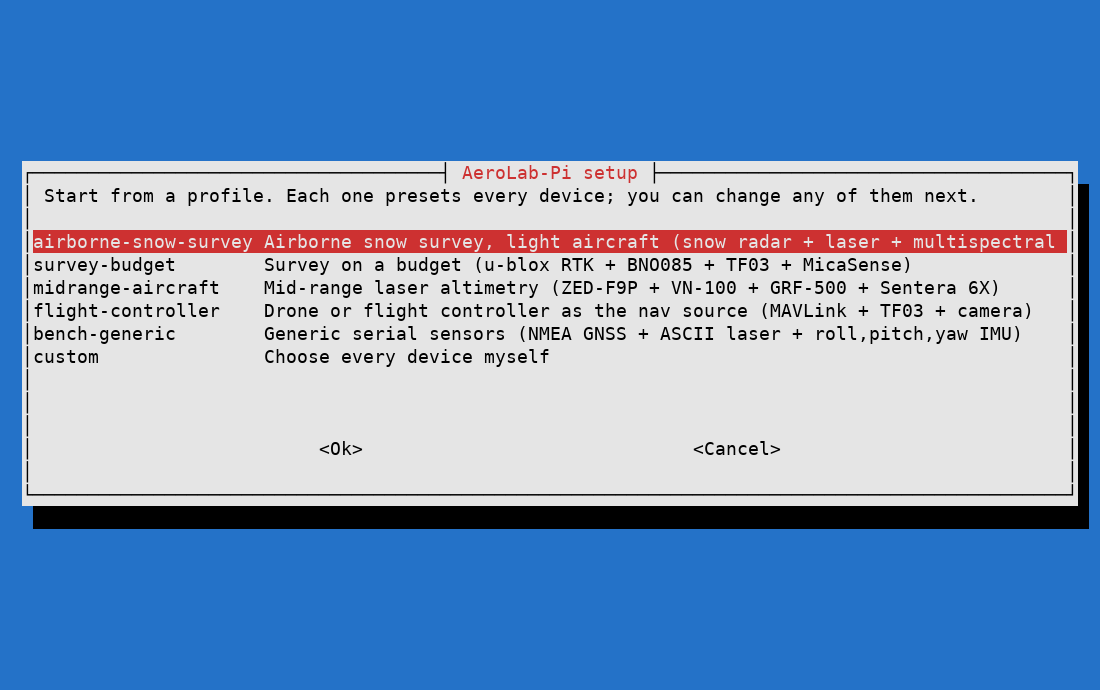 AeroLab-Pi setup
Start from a profile. Each one presets every device; you can change any of them next.
airborne-snow-survey Airborne snow survey, light aircraft (snow radar + laser + multispectral
survey-budget Survey on a budget (u-blox RTK + BNO085 + TF03 + MicaSense)
midrange-aircraft Mid-range laser altimetry (ZED-F9P + VN-100 + GRF-500 + Sentera 6X)
flight-controller Drone or flight controller as the nav source (MAVLink + TF03 + camera)
bench-generic Generic serial sensors (NMEA GNSS + ASCII laser + roll,pitch,yaw IMU)
custom Choose every device myself
<Ok> <Cancel>